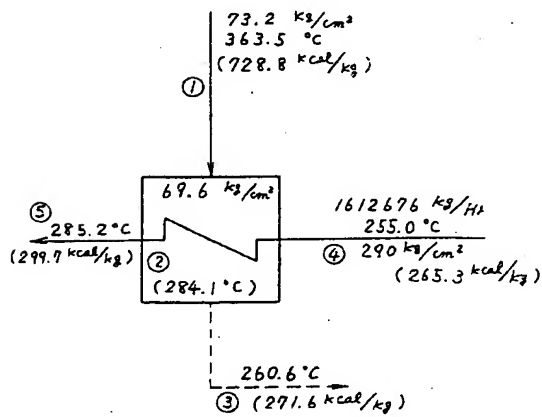 73.2 kg/cm²
363.5 °C
(728.8 kcal/kg)
①
69.6 kg/cm²
⑤
285.2°C
(299.7 kcal/kg)
②
(284.1°C)
1612676 kg/Hr
255.0 °C
④
290 kg/cm²
(265.3 kcal/kg)
260.6°C
③
(271.6 kcal/kg)